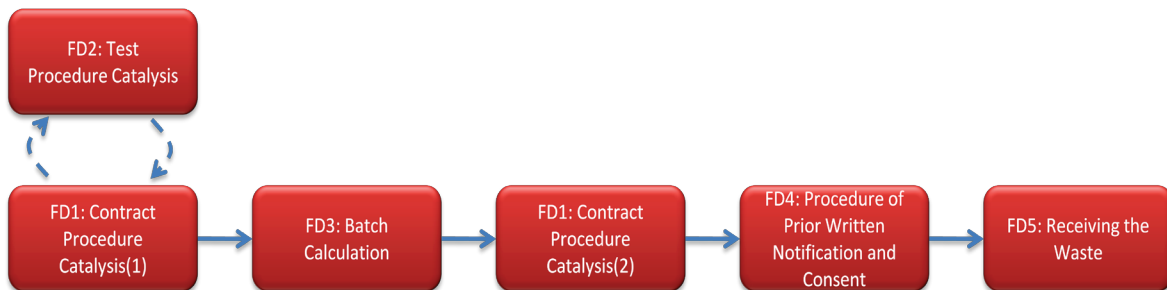 FD2: Test
Procedure Catalysis
FD1: Contract
Procedure
Catalysis(1)
FD3: Batch
Calculation
FD1: Contract
Procedure
Catalysis(2)
FD4: Procedure of
Prior Written
Notification and
Consent
FD5: Receiving the
Waste